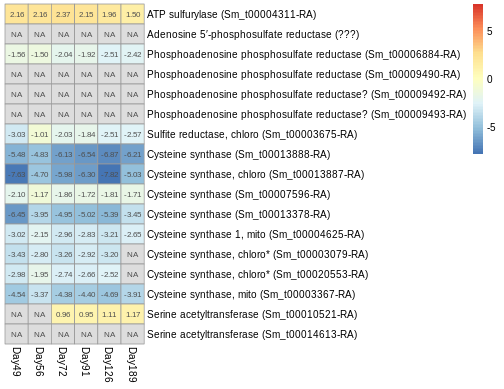 2.16 2.16 2.37 2.15 1.96 1.50 ATP sulfurylase (Sm_t00004311-RA)
NA NA NA NA NA NA Adenosine 5'-phosphosulfate reductase (???)
-1.56 -1.50 -2.04 -1.92 -2.51 -2.42 Phosphoadenosine phosphosulfate reductase (Sm_t00006884-RA)
NA NA NA NA NA NA Phosphoadenosine phosphosulfate reductase (Sm_t00009490-RA)
NA NA NA NA NA NA Phosphoadenosine phosphosulfate reductase? (Sm_t00009492-RA)
NA NA NA NA NA NA Phosphoadenosine phosphosulfate reductase? (Sm_t00009493-RA)
-3.03 -1.01 -2.03 -1.84 -2.51 -2.57 Sulfite reductase, chloro (Sm_t00003675-RA)
-5.48 -4.83 -6.13 -6.54 -6.87 -6.21 Cysteine synthase (Sm_t00013888-RA)
-7.63 -4.70 -5.98 -6.30 -7.62 -5.03 Cysteine synthase, chloro (Sm_t00013887-RA)
-2.10 -1.17 -1.86 -1.72 -1.81 -1.71 Cysteine synthase (Sm_t00007596-RA)
-6.45 -3.95 -4.95 -5.02 -5.39 -3.45 Cysteine synthase (Sm_t00013378-RA)
-3.02 -2.15 -2.96 -2.83 -3.21 -2.65 Cysteine synthase 1, mito (Sm_t00004625-RA)
-3.43 -2.80 -3.26 -2.92 -3.20 NA Cysteine synthase, chloro* (Sm_t00003079-RA)
-2.98 -1.95 -2.74 -2.66 -2.52 NA Cysteine synthase, chloro* (Sm_t00020553-RA)
-4.54 -3.37 -4.38 -4.40 -4.69 -3.91 Cysteine synthase, mito (Sm_t00003367-RA)
NA NA 0.96 0.95 1.11 1.17 Serine acetyltransferase (Sm_t00010521-RA)
NA NA NA NA NA NA Serine acetyltransferase (Sm_t00014613-RA)
Day49 Day56 Day72 Day91 Day126 Day189
5
0
-5